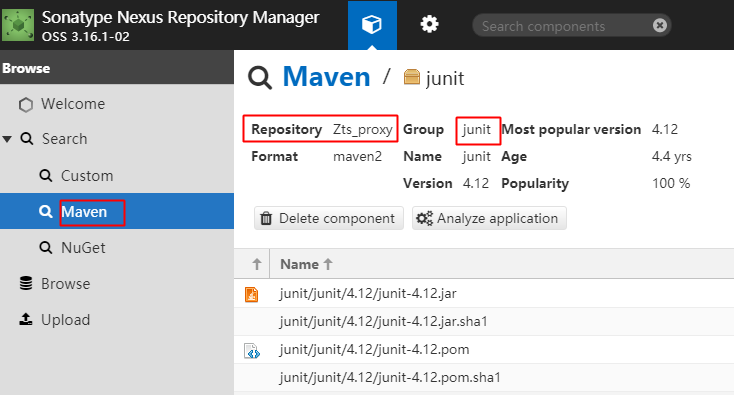 Sonatype Nexus Repository Manager
OSS 3.16.1-02
Search components
Browse
Welcome
Search
Custom
Maven
NuGet
Browse
Upload
Maven / junit
Repository Zts_proxy Group junit Most popular version 4.12
Format maven2 Name junit Age 4.4 yrs
Version 4.12 Popularity 100 %
Delete component Analyze application
Name
junit/junit/4.12/junit-4.12.jar
junit/junit/4.12/junit-4.12.jar.sha1
junit/junit/4.12/junit-4.12.pom
junit/junit/4.12/junit-4.12.pom.sha1